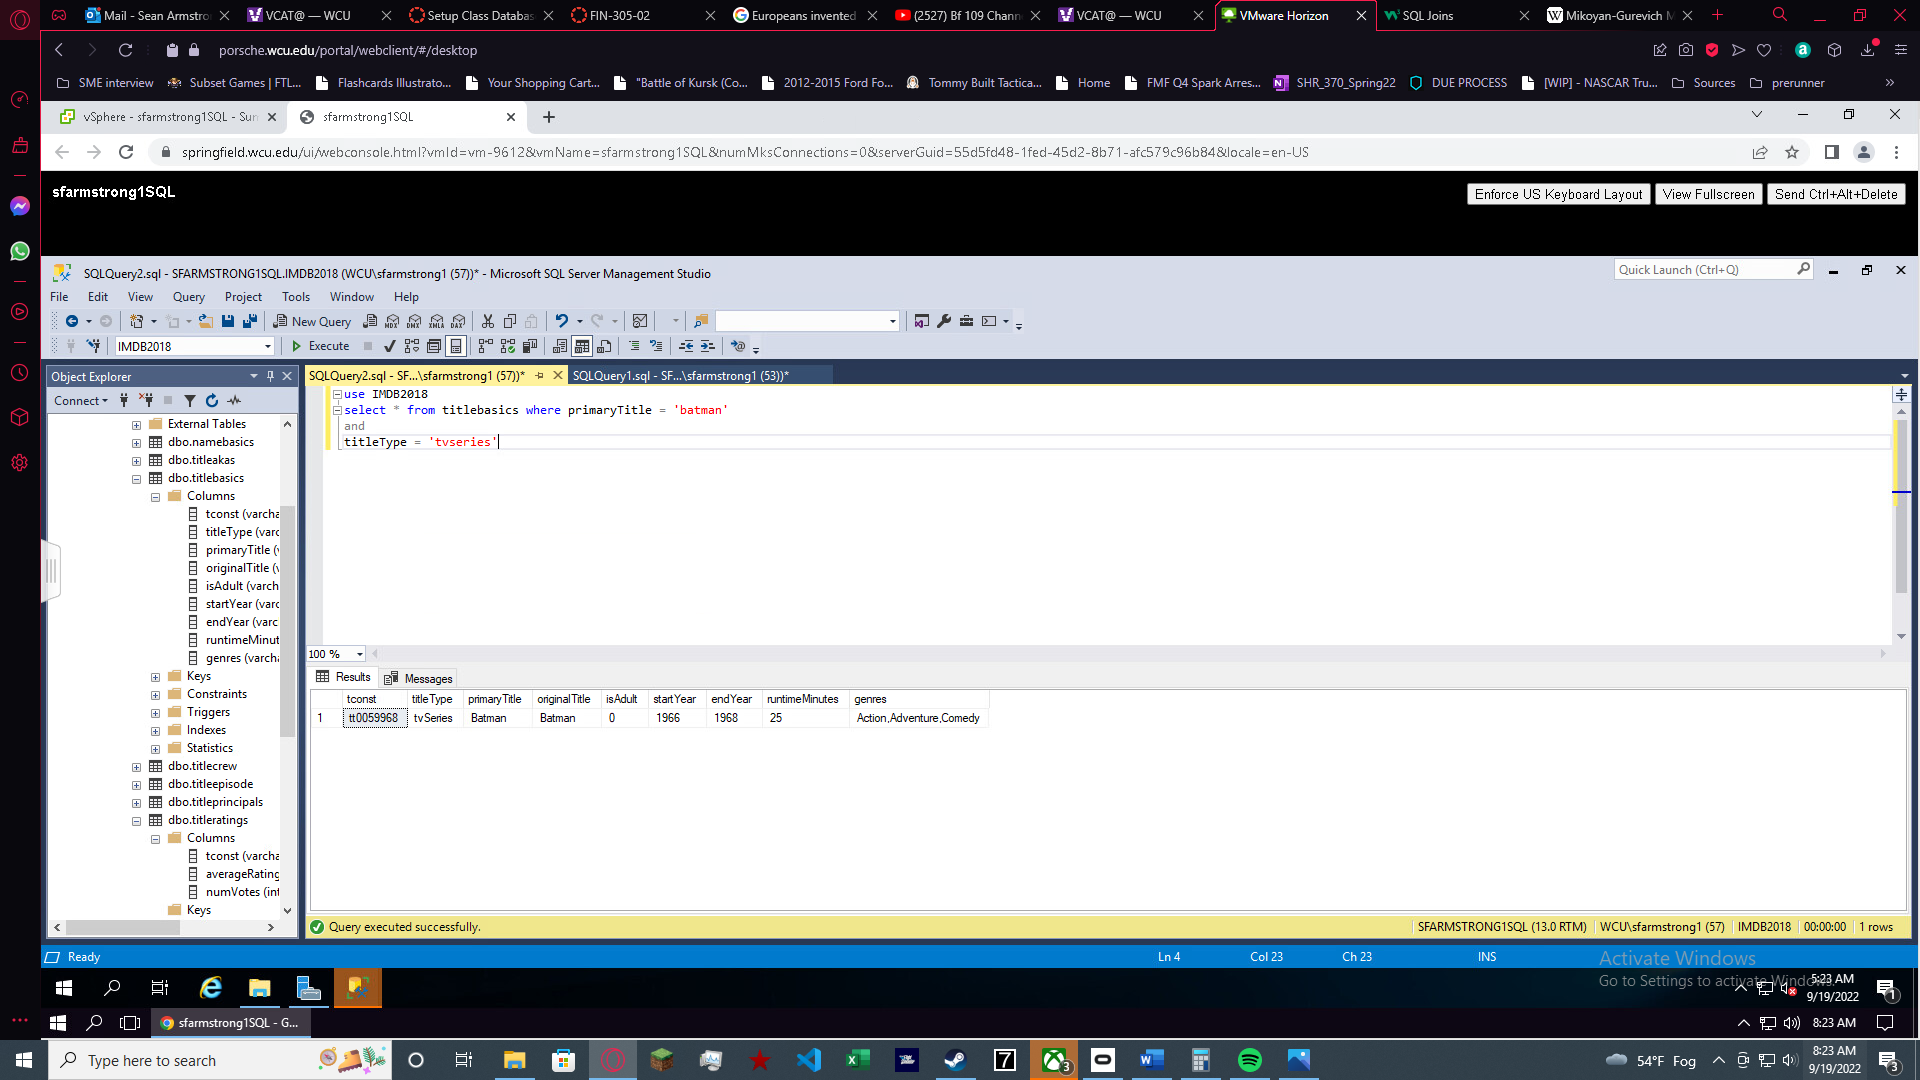 Mail - Sean Armstro
VCAT@ — WCU
Setup Class Databas
FIN-305-02
Europeans invented
(2527) Bf 109 Chann
VCAT@ — WCU
VMware Horizon
SQL Joins
Mikoyan-Gurevich M
porsche.wcu.edu/portal/webclient/#/desktop
SME interview
Subset Games | FTL...
Flashcards Illustrato...
Your Shopping Cart...
"Battle of Kursk (Co...
2012-2015 Ford Fo...
Tommy Built Tactica...
Home
FMF Q4 Spark Arres...
SHR_370_Spring22
DUE PROCESS
[WIP] - NASCAR Tru...
Sources
prerunner
vSphere - sfarmstrong1SQL - Sum
sfarmstrong1SQL
springfield.wcu.edu/ui/webconsole.html?vmId=vm-9612&vmName=sfarmstrong1SQL&numMksConnections=0&serverGuid=55d5fd48-1fed-45d2-8b71-afc579c96b84&locale=en-US
sfarmstrong1SQL
Enforce US Keyboard Layout
View Fullscreen
Send Ctrl+Alt+Delete
SQLQuery2.sql - SFARMSTRONG1SQL.IMDB2018 (WCU\sfarmstrong1 (57))* - Microsoft SQL Server Management Studio
Quick Launch (Ctrl+Q)
File Edit View Query Project Tools Window Help
New Query
MDX DMX XMLA DAX
IMDB2018
Execute
Object Explorer
SQLQuery2.sql - SF...\sfarmstrong1 (57))*
SQLQuery1.sql - SF...\sfarmstrong1 (53))*
Connect
use IMDB2018
select * from titlebasics where primaryTitle = 'batman'
and
titleType = 'tvseries'
External Tables
dbo.namebasics
dbo.titleakas
dbo.titlebasics
Columns
tconst (varcha
titleType (varc
primaryTitle (v
originalTitle (v
isAdult (varch
startYear (varc
endYear (varc
runtimeMinut
genres (varcha
Keys
Constraints
Triggers
Indexes
Statistics
dbo.titlecrew
dbo.titleepisode
dbo.titleprincipals
dbo.titleratings
Columns
tconst (varcha
averageRating
numVotes (int
Keys
100 %
Results
Messages
tconst titleType primaryTitle originalTitle isAdult startYear endYear runtimeMinutes genres
1 tt0059968 tvSeries Batman Batman 0 1966 1968 25 Action,Adventure,Comedy
Query executed successfully.
SFARMSTRONG1SQL (13.0 RTM)
WCU\sfarmstrong1 (57)
IMDB2018
00:00:00
1 rows
Ready
Ln 4
Col 23
Ch 23
INS
Activate Windows
Go to Settings to activate Windows.
5:23 AM
9/19/2022
1
sfarmstrong1SQL - G...
8:23 AM
Type here to search
7
3
54°F Fog
8:23 AM
9/19/2022
3